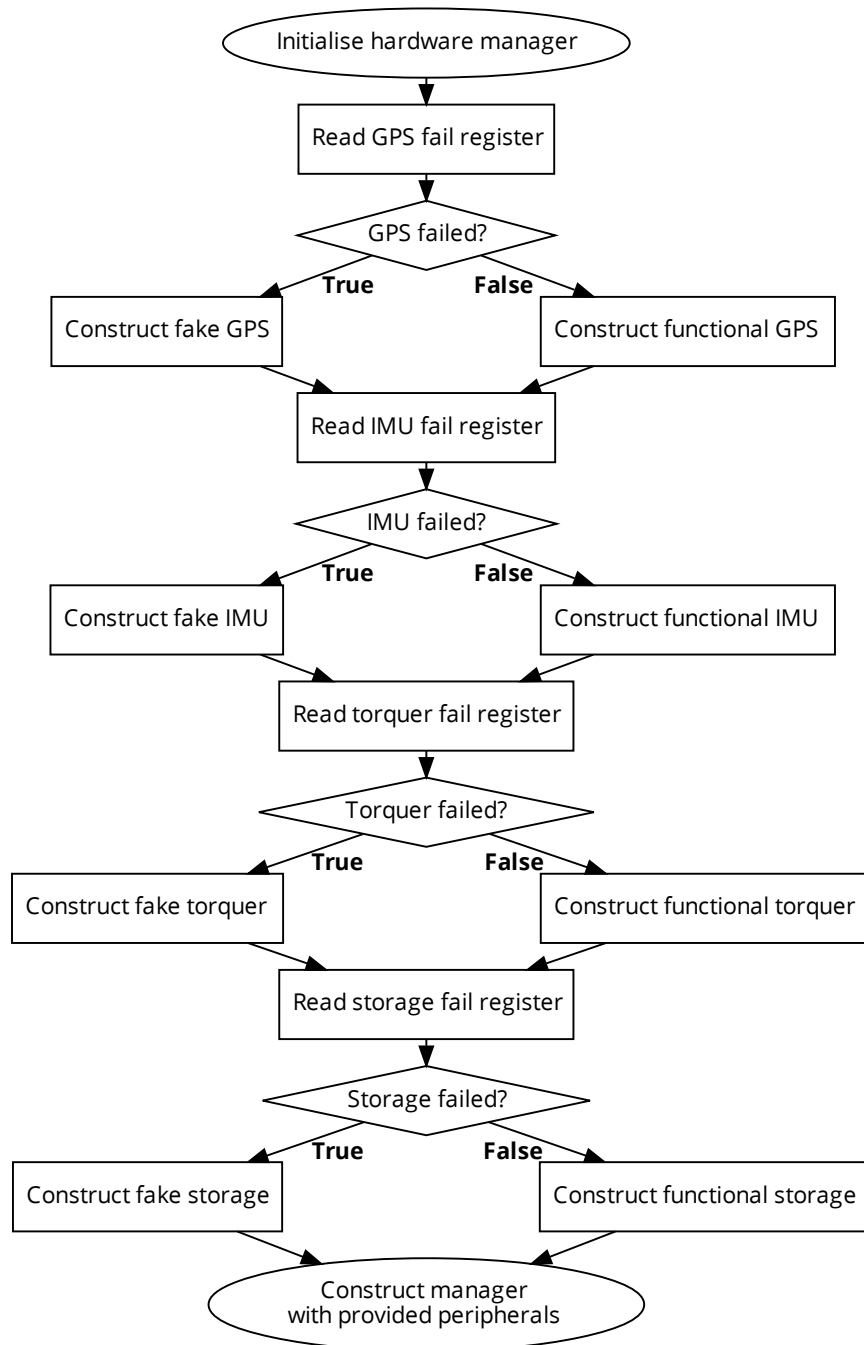 Initialise hardware manager
Read GPS fail register
GPS failed?
True
False
Construct fake GPS
Construct functional GPS
Read IMU fail register
IMU failed?
True
False
Construct fake IMU
Construct functional IMU
Read torquer fail register
Torquer failed?
True
False
Construct fake torquer
Construct functional torquer
Read storage fail register
Storage failed?
True
False
Construct fake storage
Construct functional storage
Construct manager
with provided peripherals